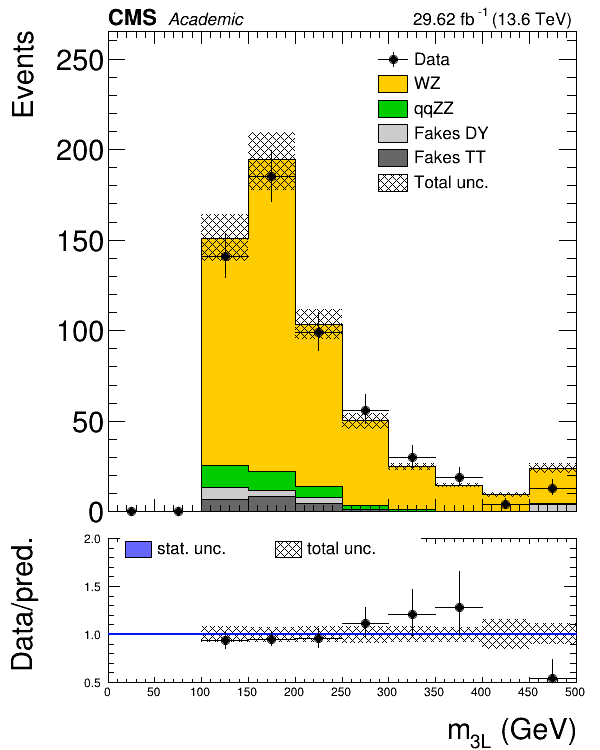 CMS Academic 29.62 fb⁻¹ (13.6 TeV)
Events
250
200
150
100
50
0
Data
WZ
qqZZ
Fakes DY
Fakes TT
Total unc.
Data/pred.
2.0
1.5
1.0
0.5
stat. unc. total unc.
0 50 100 150 200 250 300 350 400 450 500
m₃L (GeV)